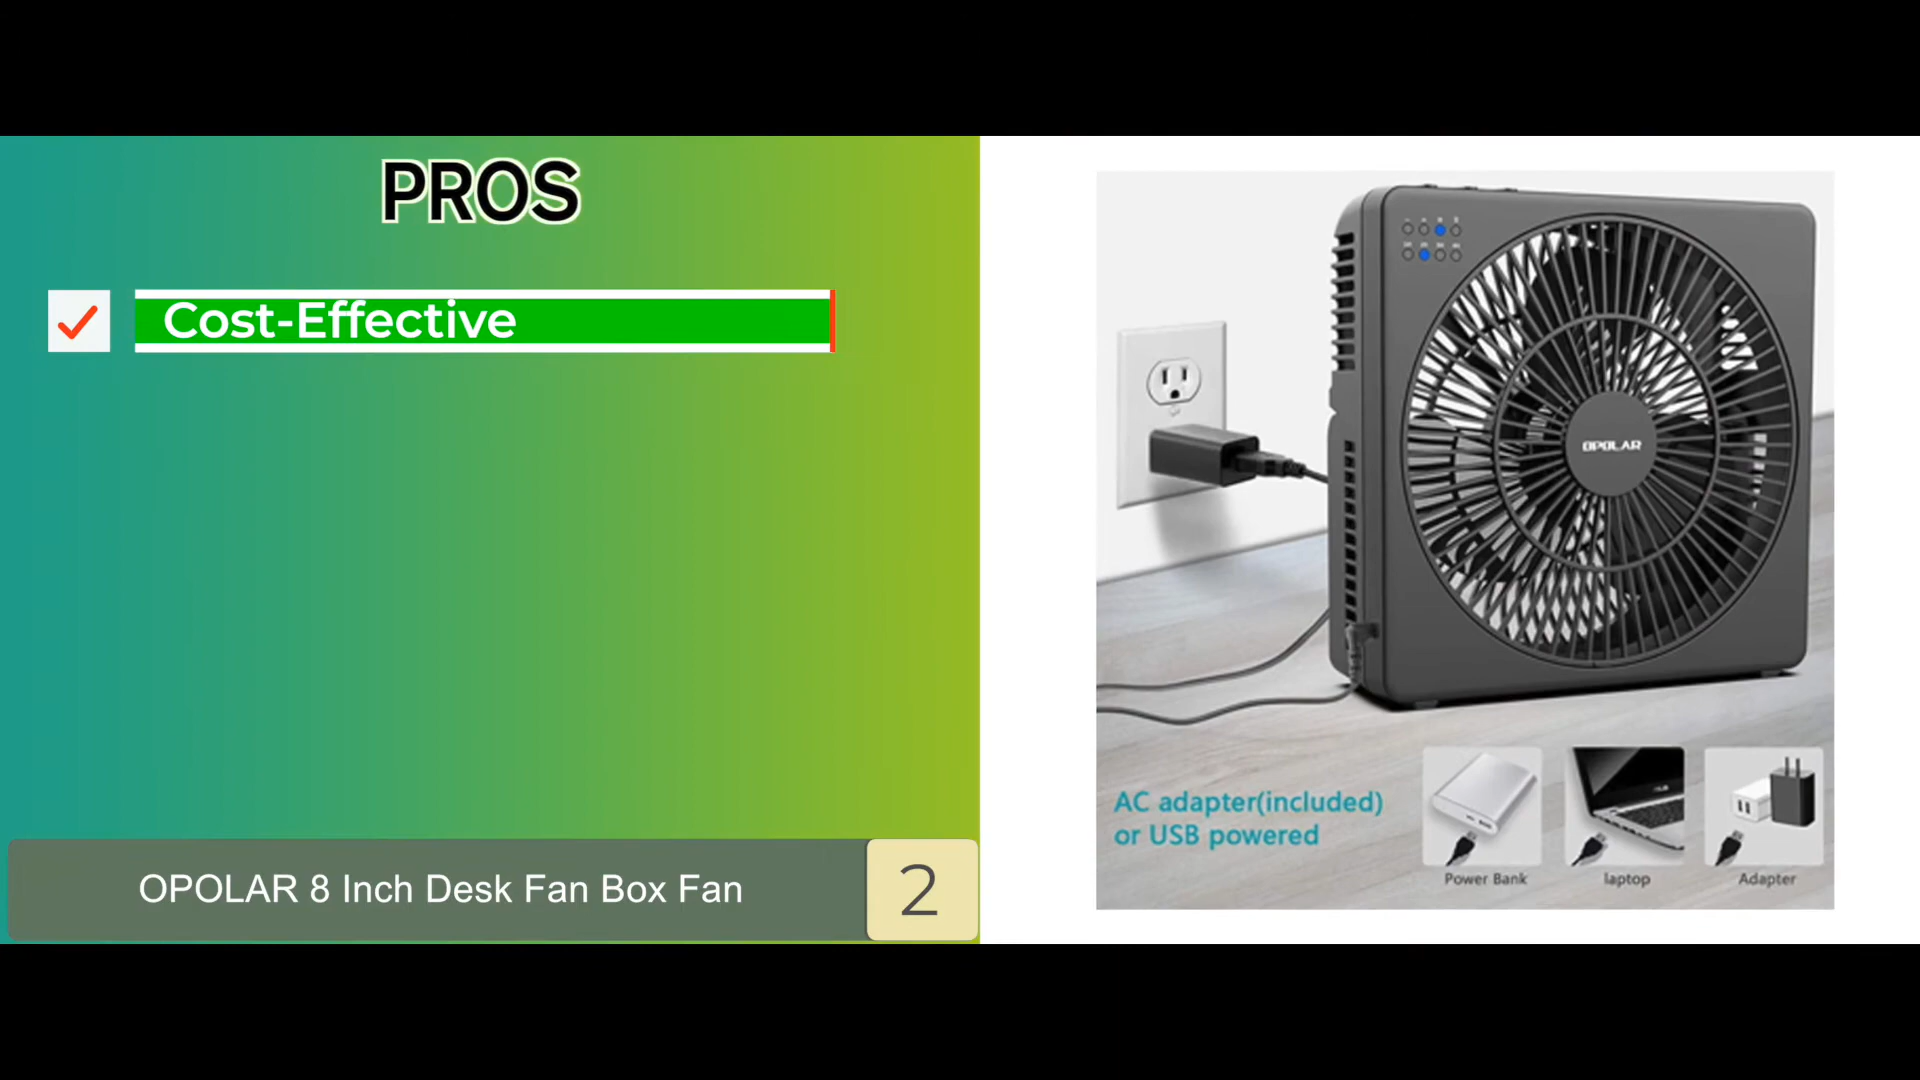 PROS
Cost-Effective
OPOLAR 8 Inch Desk Fan Box Fan
2
OPOLAR
AC adapter(included)
or USB powered
Power Bank
laptop
Adapter